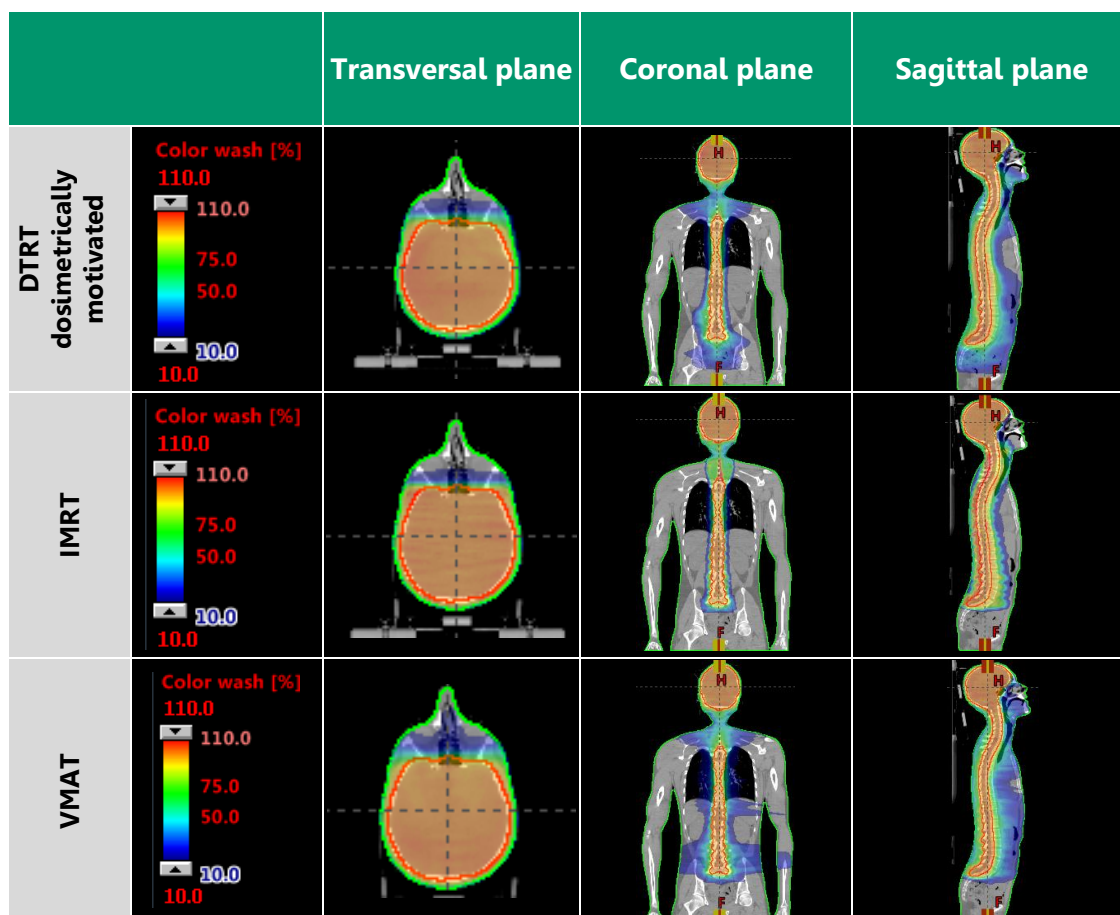 Transversal plane
Coronal plane
Sagittal plane
DTRT
dosimetrically
motivated
Color wash [%]
110.0
110.0
75.0
50.0
10.0
10.0
H
F
H
F
IMRT
Color wash [%]
110.0
110.0
75.0
50.0
10.0
10.0
H
F
H
F
VMAT
Color wash [%]
110.0
110.0
75.0
50.0
10.0
10.0
H
F
H
F